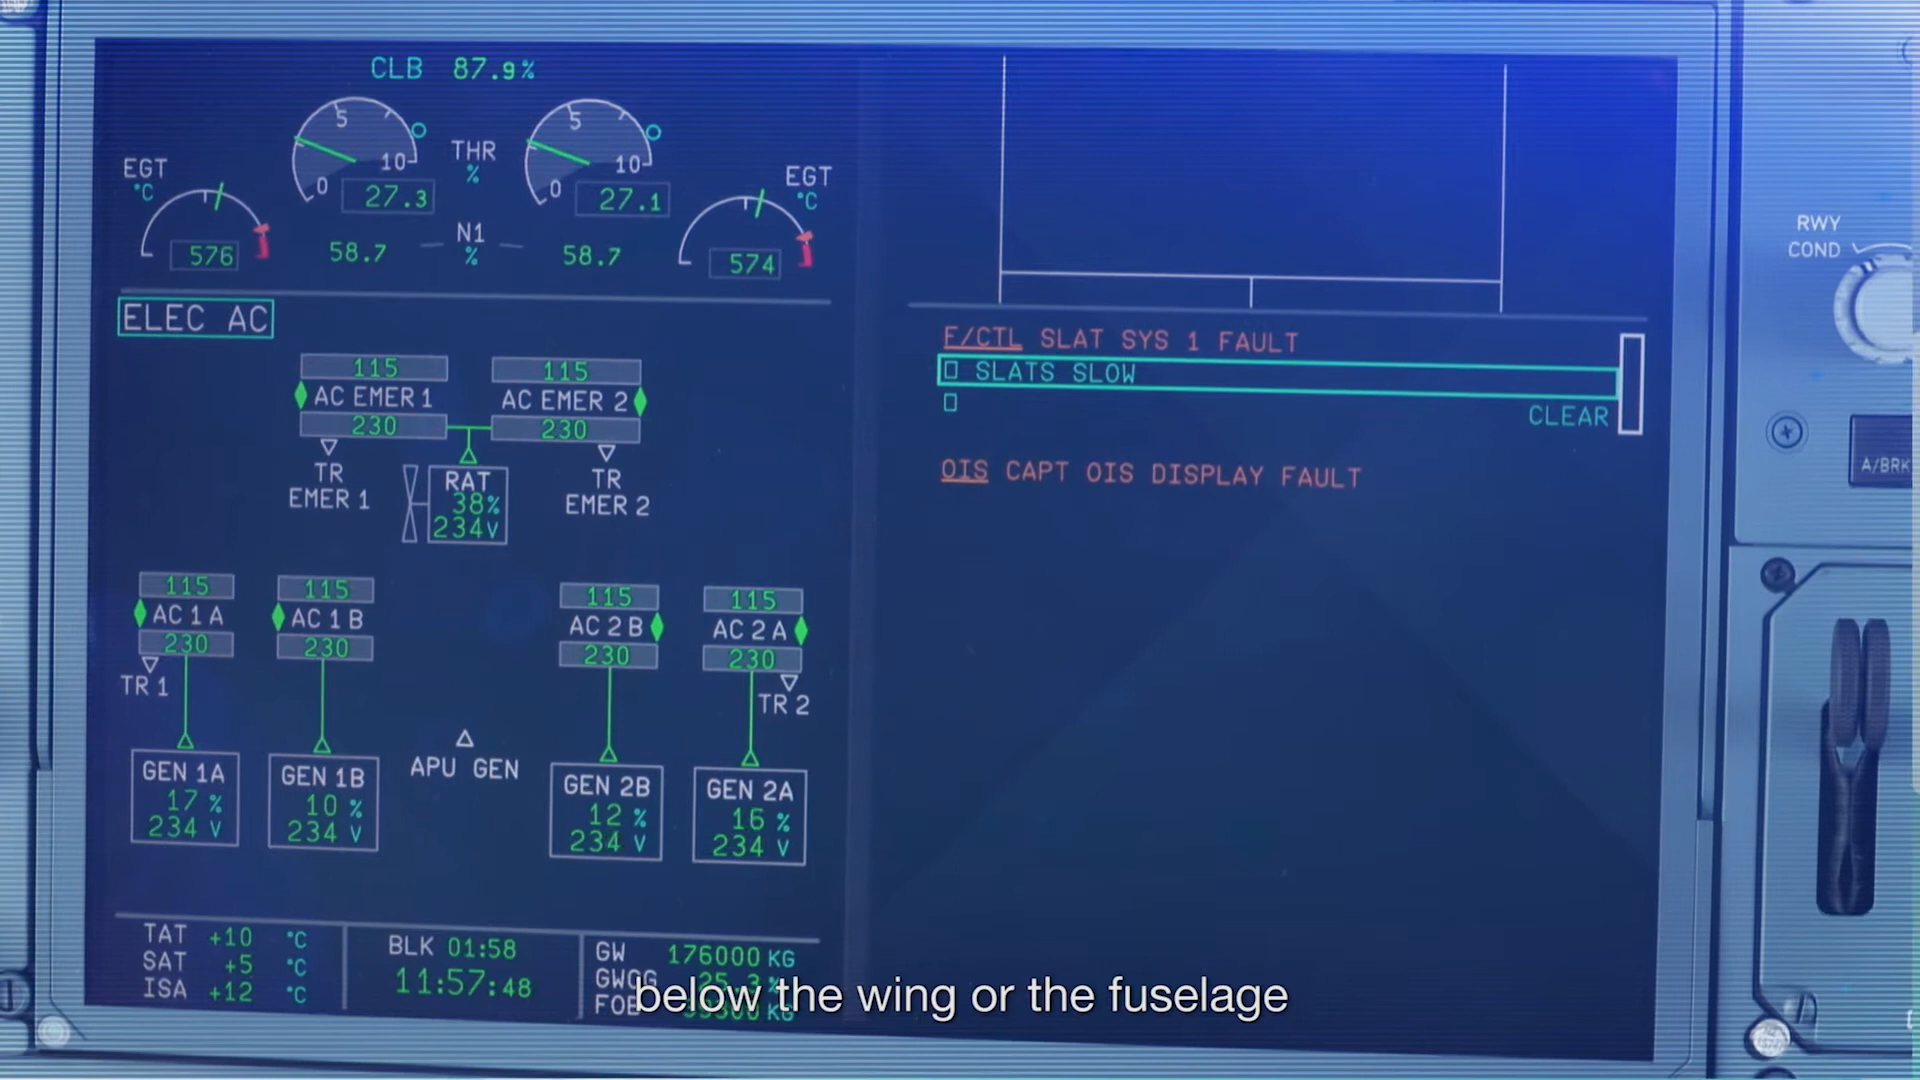 CLB 87.9%
5 5
THR %
10 10
0 0
27.3 27.1
EGT °C
EGT °C
576 574
58.7 N1 % 58.7
ELEC AC
115 115
AC EMER 1 AC EMER 2
230 230
TR EMER 1
RAT
38%
234V
TR EMER 2
115 115 115 115
AC 1 A AC 1 B AC 2 B AC 2 A
230 230 230 230
TR 1 TR 2
APU GEN
GEN 1A
17 %
234 V
GEN 1B
10 %
234 V
GEN 2B
12 %
234 V
GEN 2A
16 %
234 V
TAT +10 °C
SAT +5 °C
ISA +12 °C
BLK 01:58
11:57:48
GW 176000 KG
GWCG 25.3 %
FOB KG
F/CTL SLAT SYS 1 FAULT
SLATS SLOW
CLEAR
OIS CAPT OIS DISPLAY FAULT
RWY
COND
A/BRK
below the wing or the fuselage